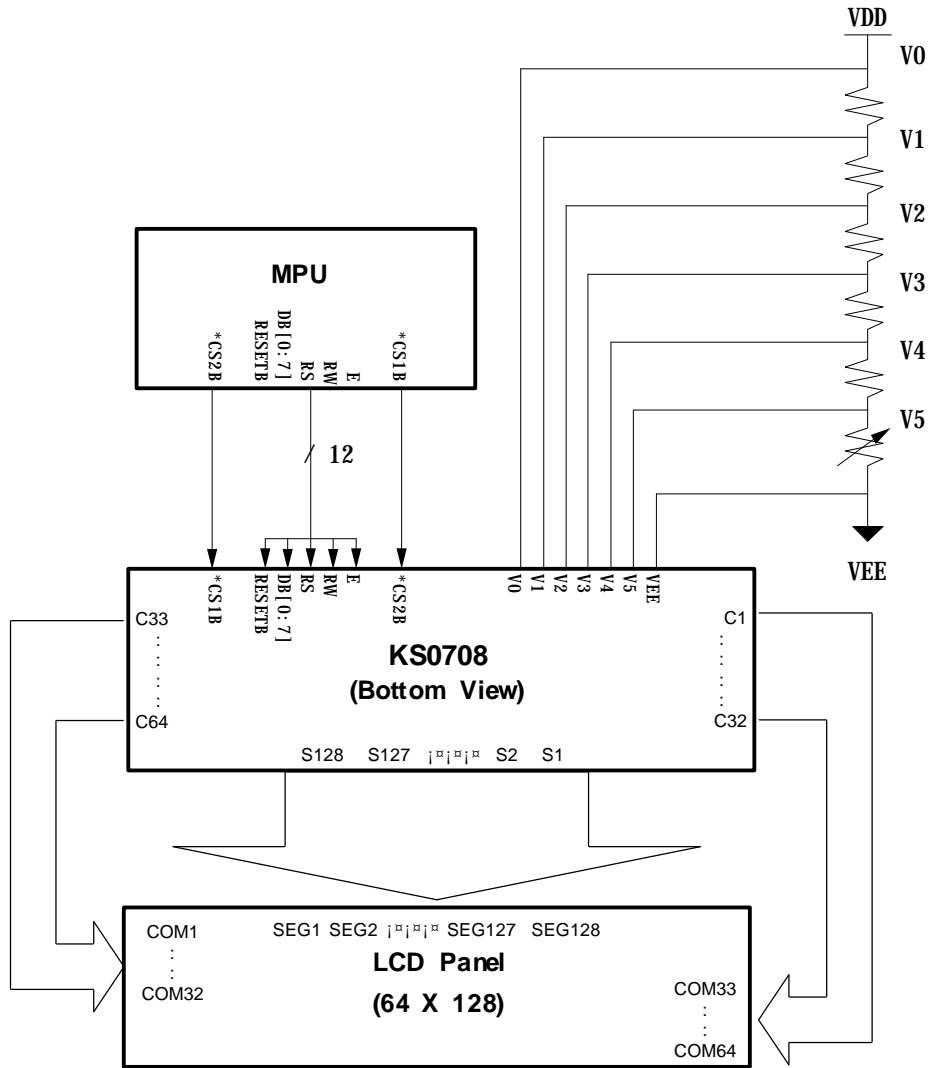 VDD
V0
V1
V2
V3
V4
V5
VEE
MPU
*CS2B
RESETB
DB[0:7]
RS
RW
E
*CS1B
12
*CS1B
RESETB
DB[0:7]
RS
RW
E
*CS2B
V0
V1
V2
V3
V4
V5
VEE
C33
C64
KS0708
(Bottom View)
C1
C32
S128 S127 ¡¤¡¤¡¤ S2 S1
COM1
COM32
SEG1 SEG2 ¡¤¡¤¡¤ SEG127 SEG128
LCD Panel
(64 X 128)
COM33
COM64